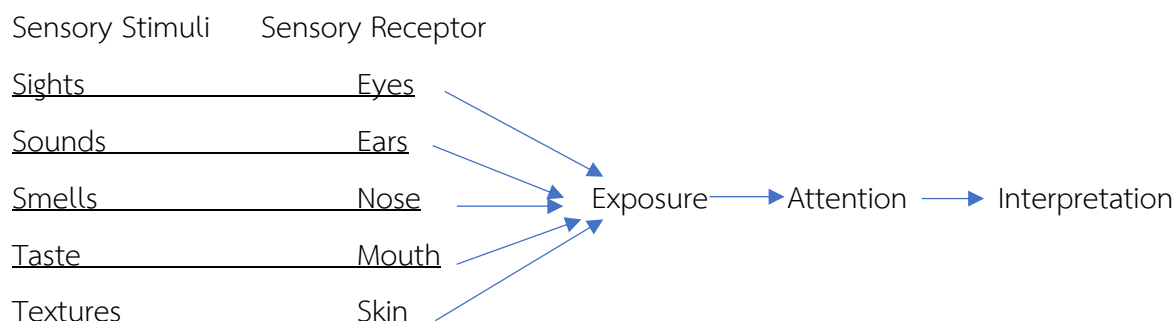 Sensory Stimuli Sensory Receptor
Sights Eyes
Sounds Ears
Smells Nose Exposure Attention Interpretation
Taste Mouth
Textures Skin